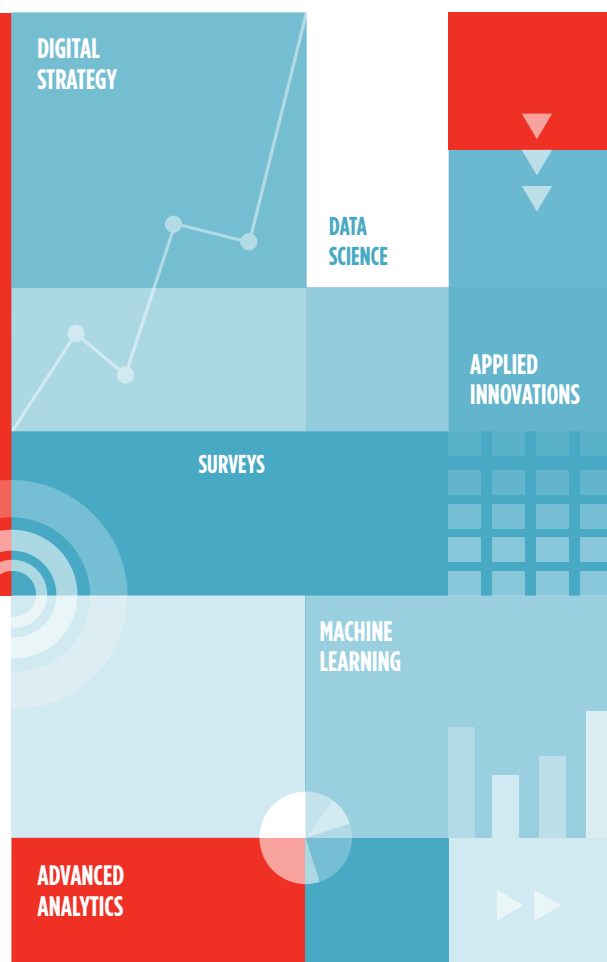 DIGITAL
STRATEGY
DATA
SCIENCE
APPLIED
INNOVATIONS
SURVEYS
MACHINE
LEARNING
ADVANCED
ANALYTICS